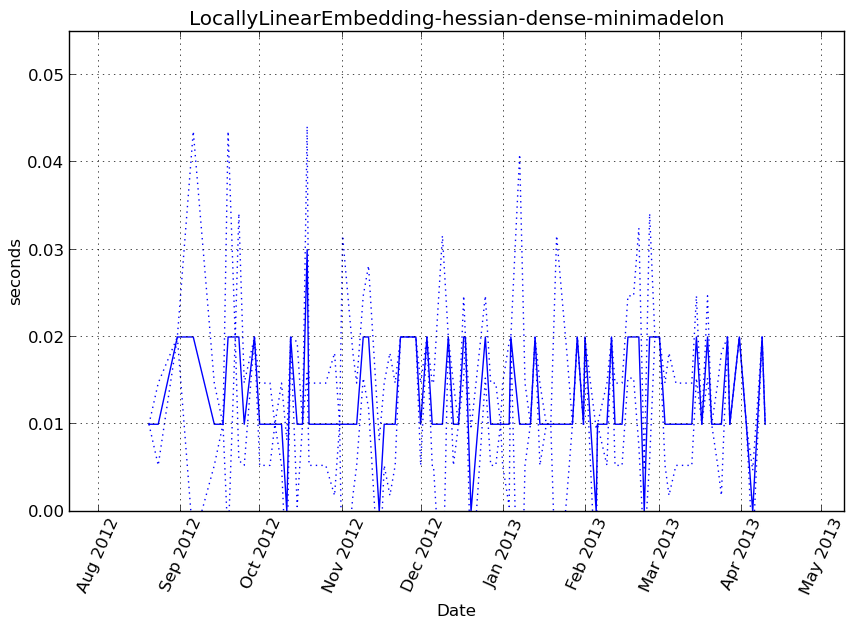 LocallyLinearEmbedding-hessian-dense-minimadelon
0.05
0.04
0.03
0.02
0.01
0.00
seconds
Aug 2012
Sep 2012
Oct 2012
Nov 2012
Dec 2012
Jan 2013
Feb 2013
Mar 2013
Apr 2013
May 2013
Date